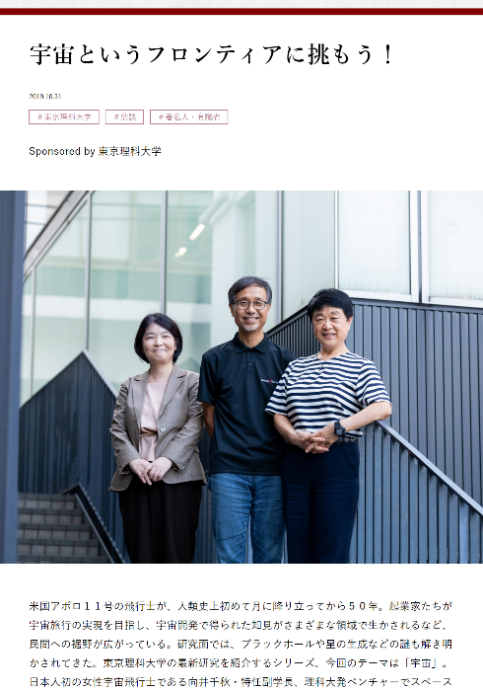 宇宙というフロンティアに挑もう！
2019.10.31
＃東京理科大学 ＃対談 ＃著名人・有識者
Sponsored by 東京理科大学
米国アポロ１１号の飛行士が、人類史上初めて月に降り立ってから５０年。起業家たちが
宇宙旅行の実現を目指し、宇宙開発で得られた知見がさまざまな領域で生かされるなど、
民間への裾野が広がっている。研究面では、ブラックホールや星の生成などの謎も解き明
かされてきた。東京理科大学の最新研究を紹介するシリーズ、今回のテーマは「宇宙」。
日本人初の女性宇宙飛行士である向井千秋・特任副学長、理科大発ベンチャーでスペース